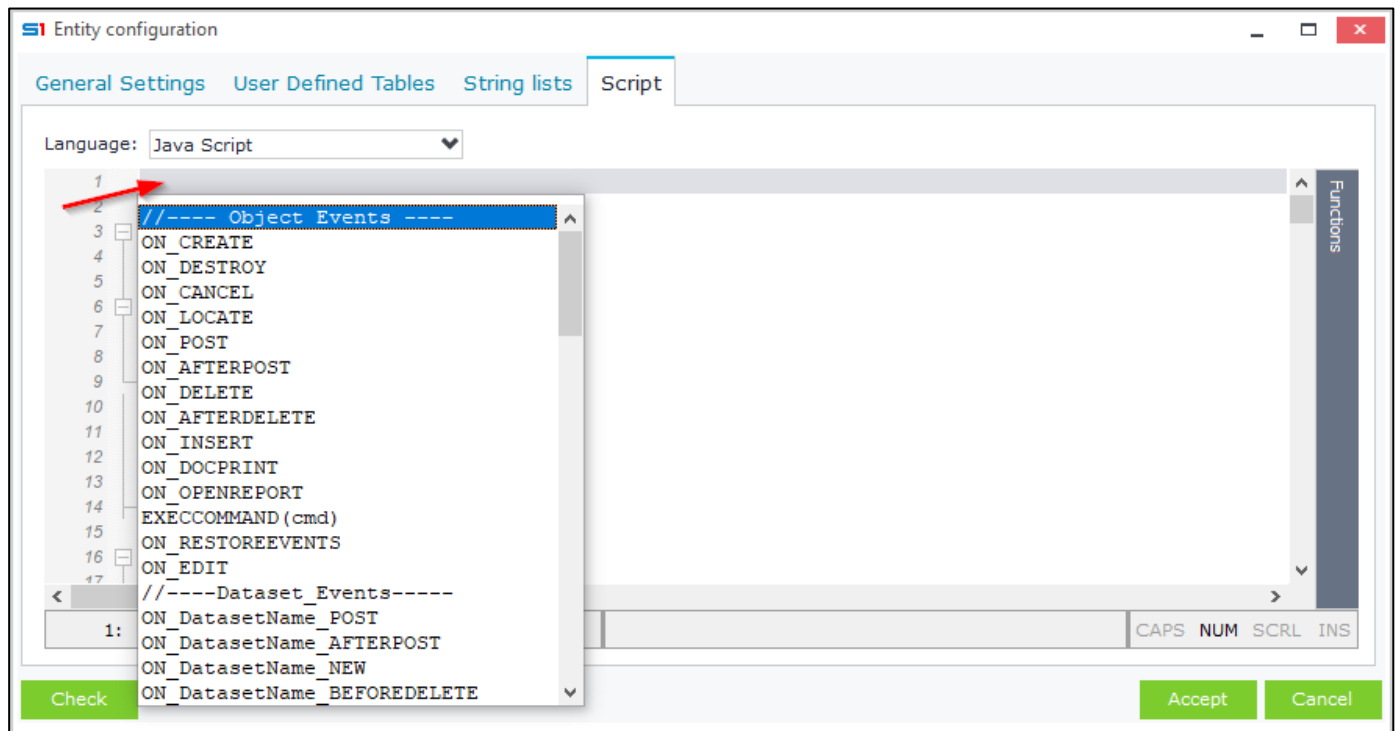 S1 Entity configuration
General Settings User Defined Tables String lists Script
Language: Java Script
1
2
3
4
5
6
7
8
9
10
11
12
13
14
15
16
17
//---- Object Events ----
ON_CREATE
ON_DESTROY
ON_CANCEL
ON_LOCATE
ON_POST
ON_AFTERPOST
ON_DELETE
ON_AFTERDELETE
ON_INSERT
ON_DOCPRINT
ON_OPENREPORT
EXECCOMMAND(cmd)
ON_RESTOREEVENTS
ON_EDIT
//----Dataset_Events-----
ON_DatasetName_POST
ON_DatasetName_AFTERPOST
ON_DatasetName_NEW
ON_DatasetName_BEFOREDELETE
Functions
1:
CAPS NUM SCRL INS
Check
Accept Cancel